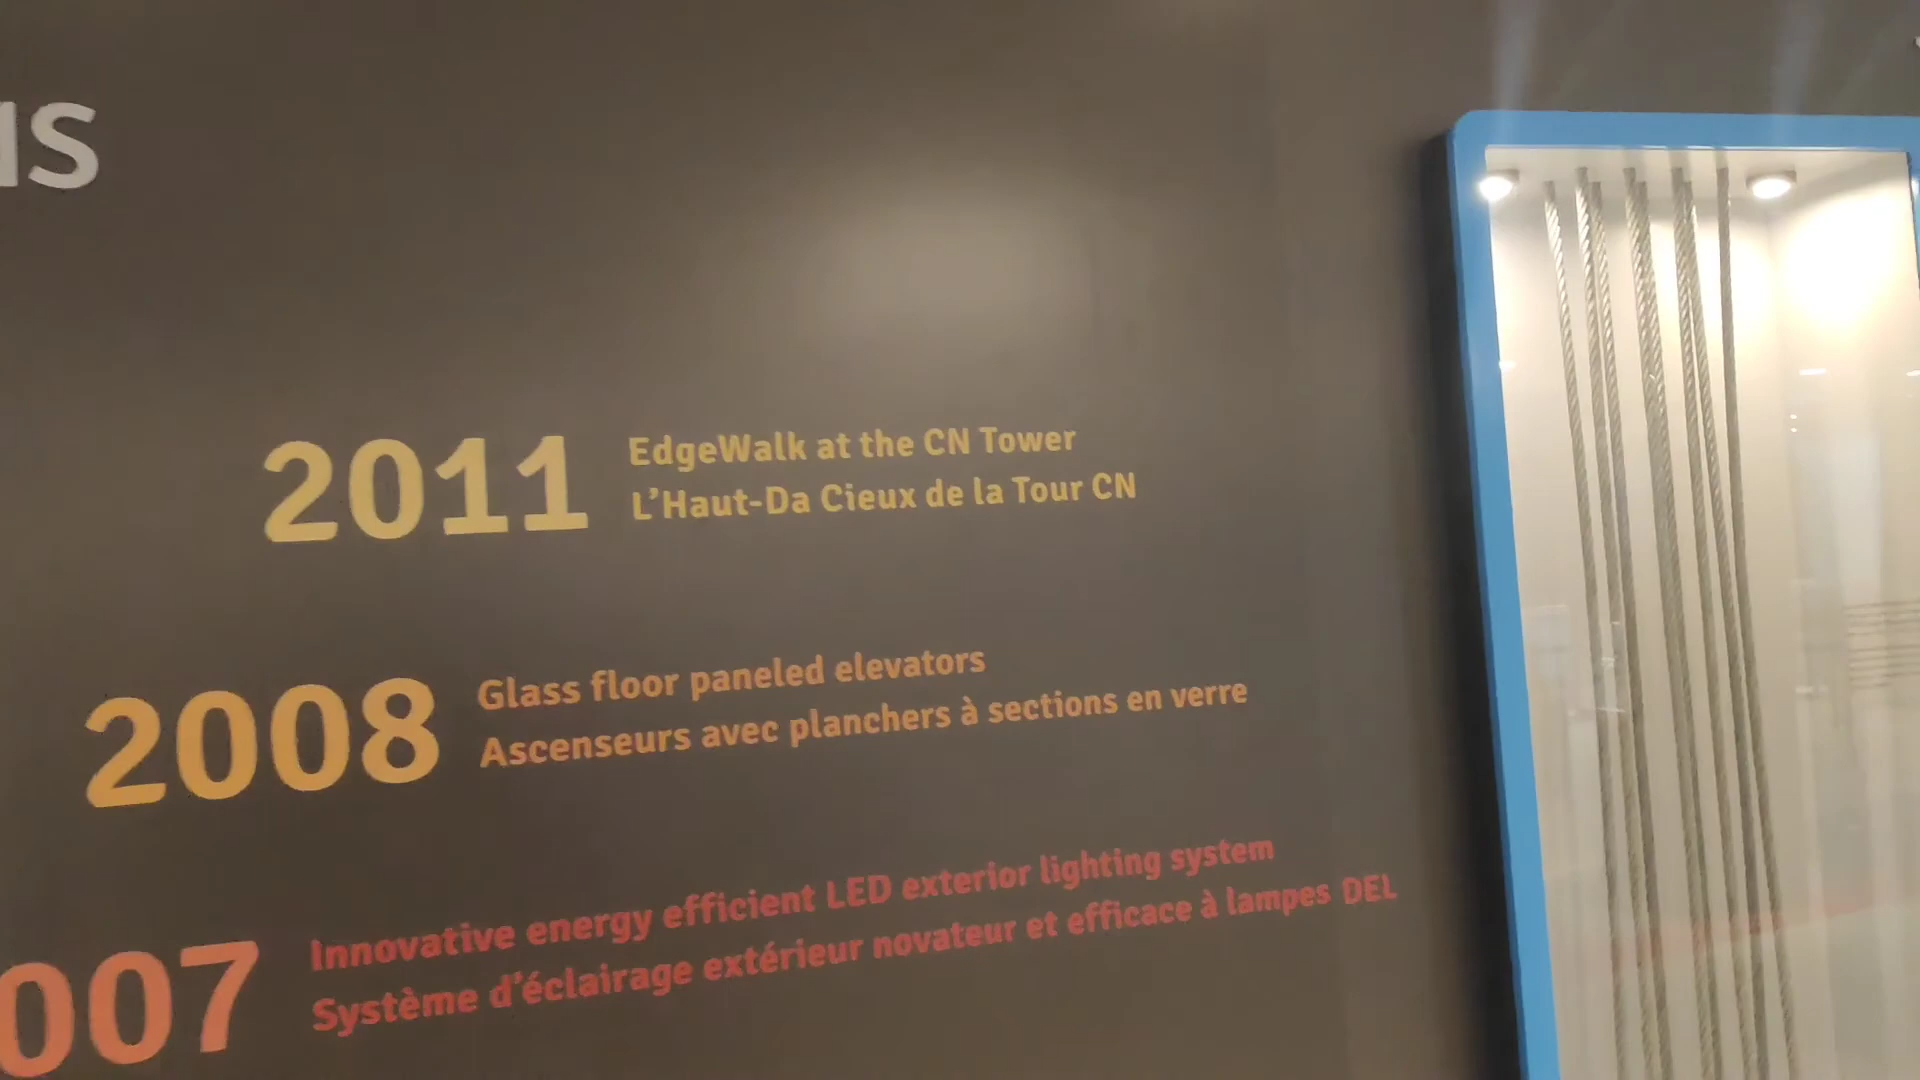 2011
EdgeWalk at the CN Tower
L’Haut-Da Cieux de la Tour CN
2008
Glass floor paneled elevators
Ascenseurs avec planchers à sections en verre
007
Innovative energy efficient LED exterior lighting system
Système d’éclairage extérieur novateur et efficace à lampes DEL